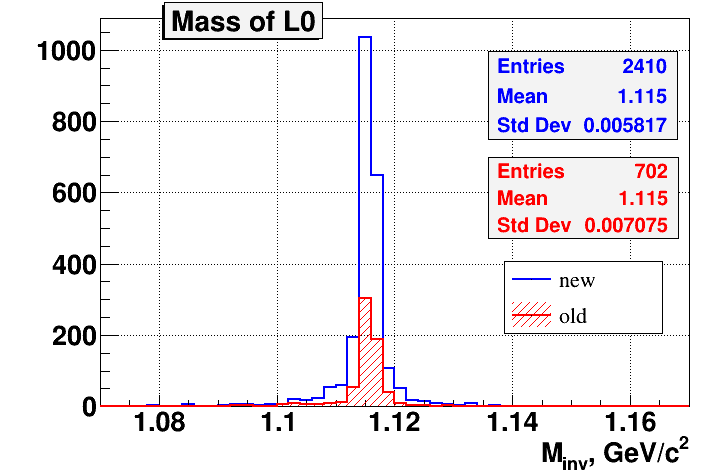 Mass of L0
1000
800
600
400
200
0
Entries 2410
Mean 1.115
Std Dev 0.005817
Entries 702
Mean 1.115
Std Dev 0.007075
new
old
1.08 1.1 1.12 1.14 1.16
M_inv, GeV/c²